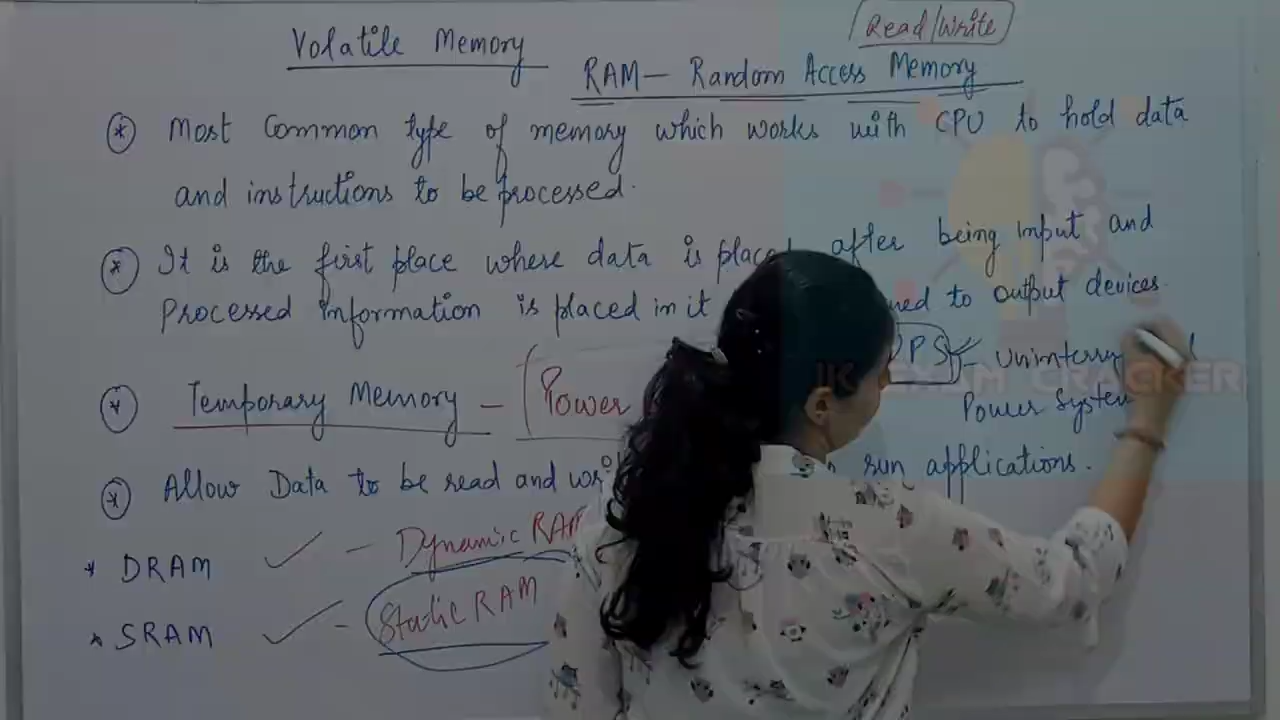 Volatile Memory
Read/Write
RAM – Random Access Memory
* Most Common type of memory which works with CPU to hold data
and instructions to be processed.
* It is the first place where data is after being input and
Processed information is placed in it to output devices.
UPS –
* Temporary Memory – Power
Power System
* Allow Data to be read and run applications.
* DRAM ✓ – Dynamic RAM
* SRAM ✓ – Static RAM
EXAM CRACKER